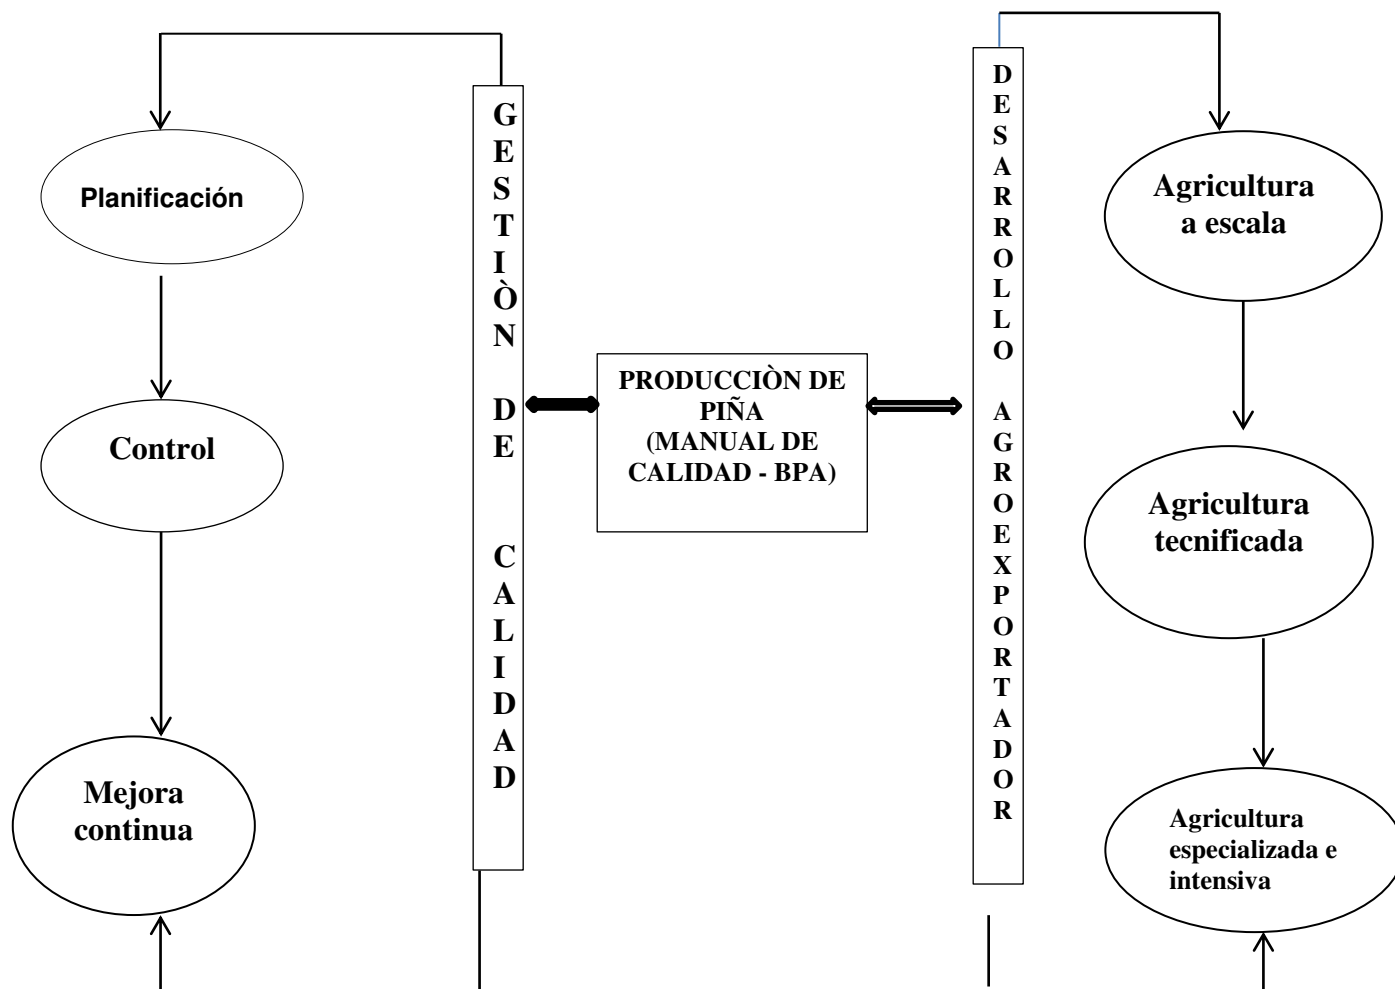 Planificación
Control
Mejora
continua
GESTIÒN DE CALIDAD
PRODUCCIÒN DE
PIÑA
(MANUAL DE
CALIDAD - BPA)
DESARROLLO AGROEXPORTADOR
Agricultura
a escala
Agricultura
tecnificada
Agricultura
especializada e
intensiva